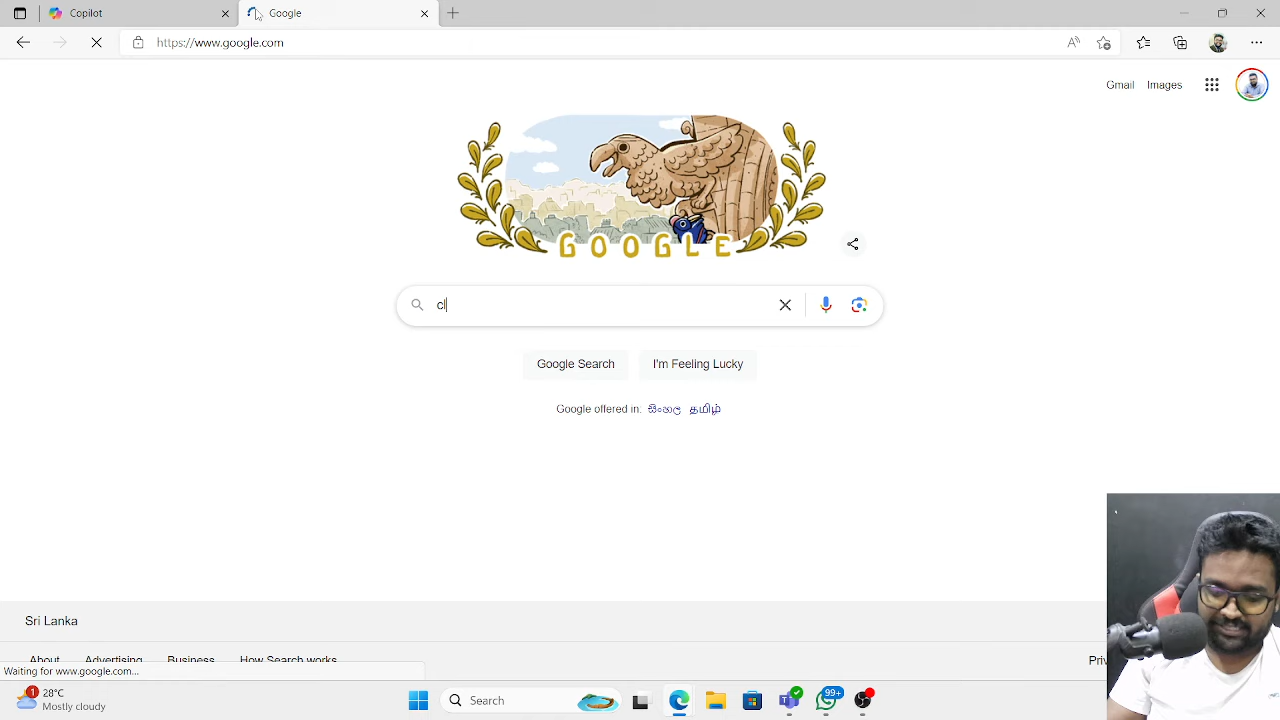 Copilot
Google
https://www.google.com
Gmail Images
GOOGLE
cl
Google Search I'm Feeling Lucky
Google offered in: සිංහල தமிழ்
Sri Lanka
About Advertising Business How Search works
Waiting for www.google.com...
1
28°C
Mostly cloudy
Search
99+